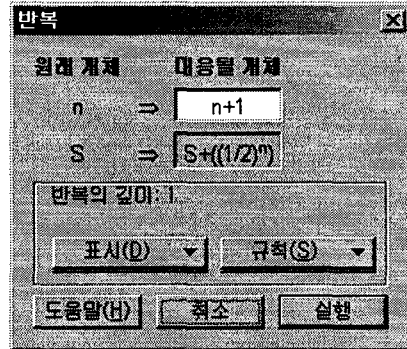 반복
원래 개체 대응될 개체
n ⇒ n+1
S ⇒ S+((1/2)ⁿ)
반복의 깊이: 1.
표시(D) 규칙(S)
도움말(H) 취소 실행